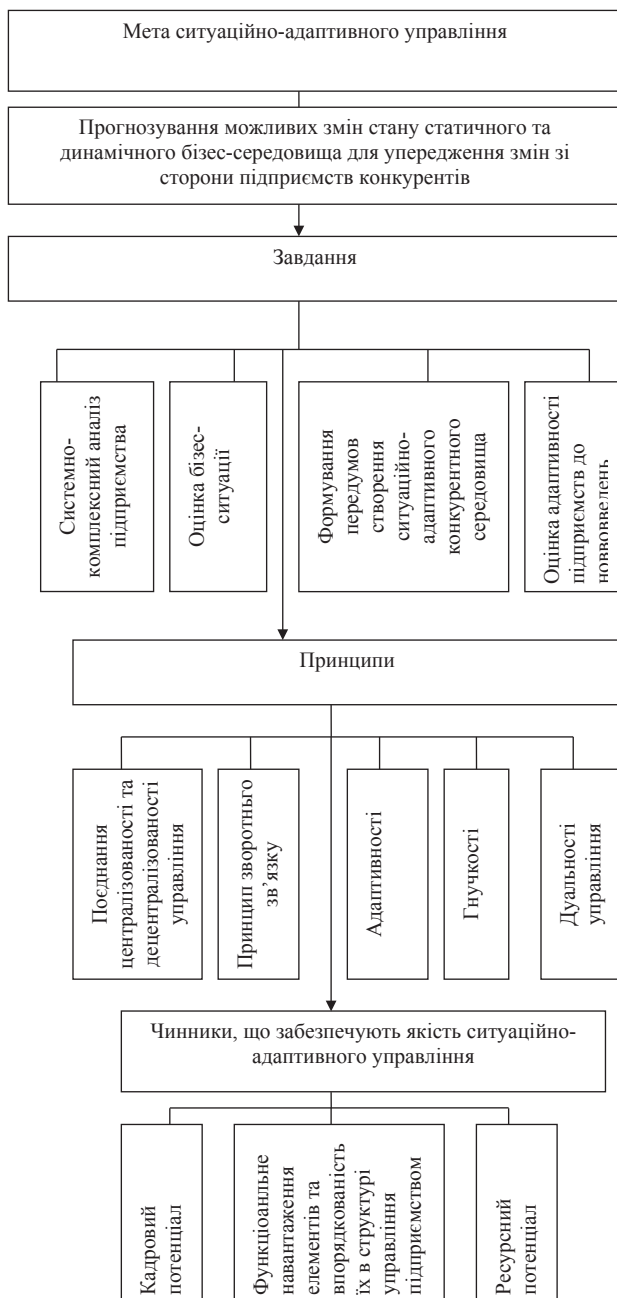 Мета ситуаційно-адаптивного управління
Прогнозування можливих змін стану статичного та
динамічного бізес-середовища для упередження змін зі
сторони підприємств конкурентів
Завдання
Системно-
комплексний аналіз
підприємства
Оцінка бізес-
ситуації
Формування
передумов
створення
ситуаційно-
адаптивного
конкурентного
середовища
Оцінка адаптивності
підприємств до
нововведень
Принципи
Поєднання
централізованості та
децентралізованості
управління
Принцип зворотнього
зв’язку
Адаптивності
Гнучкості
Дуальності
управління
Чинники, що забезпечують якість ситуаційно-
адаптивного управління
Кадровий
потенціал
Функціоанльне
навантаження
елементів та
впорядкованість
їх в структурі
управління
підприємством
Ресурсний
потенціал